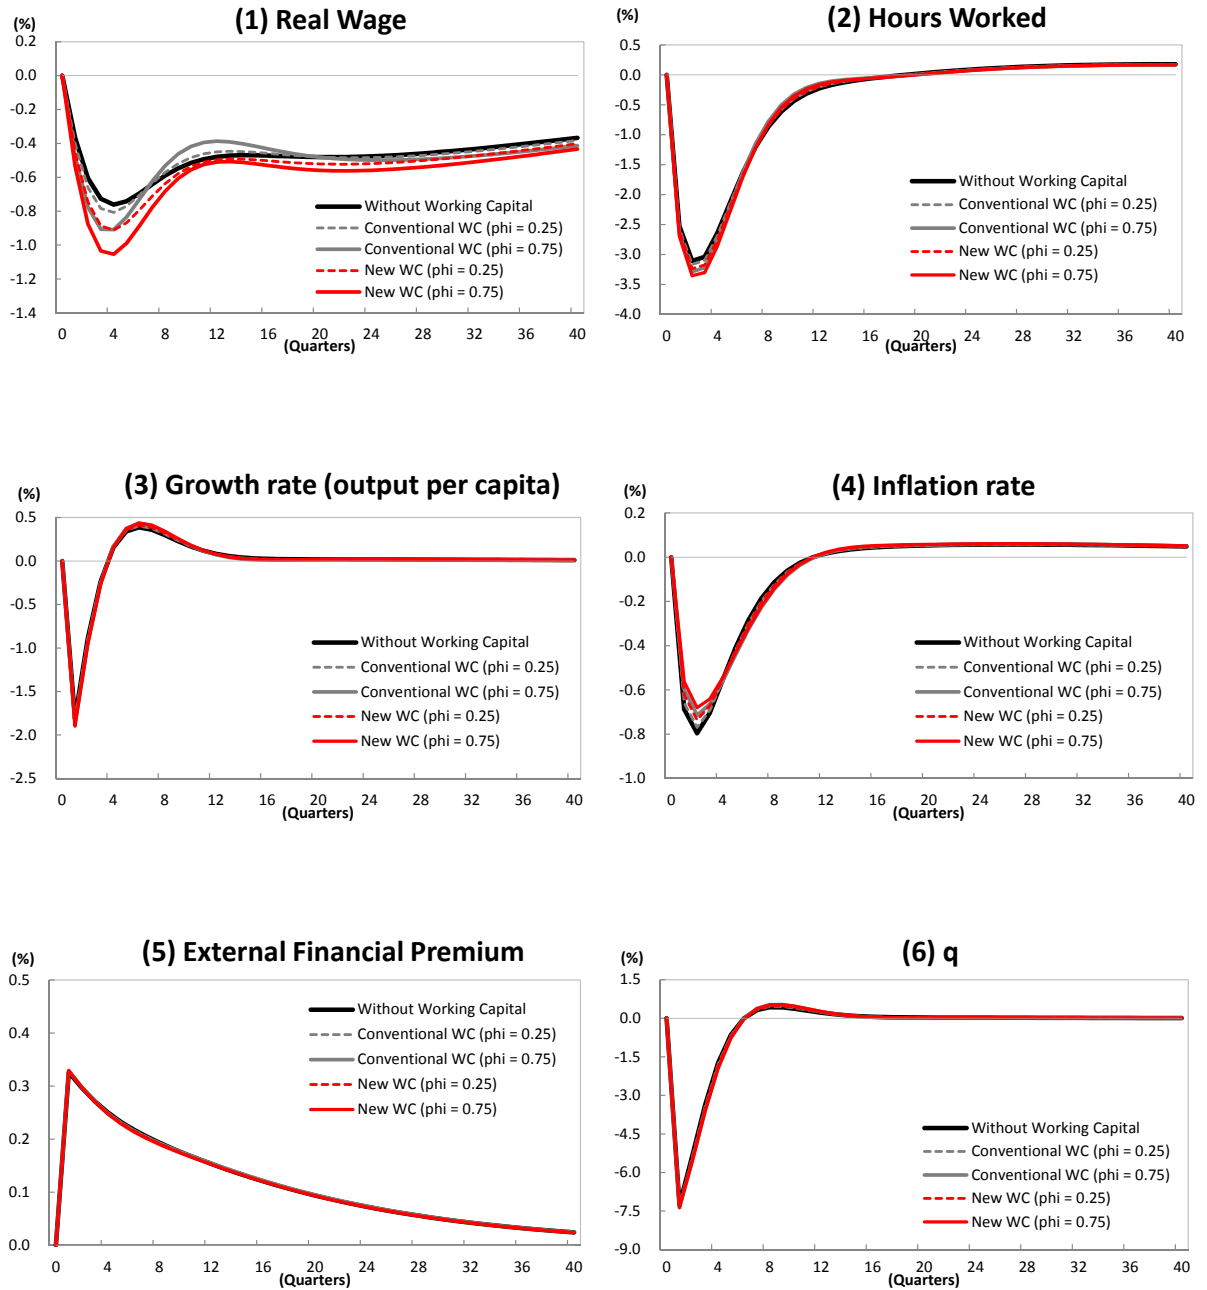 (1) Real Wage
(%)
0.2
0.0
-0.2
-0.4
-0.6
-0.8
-1.0
-1.2
-1.4
Without Working Capital
Conventional WC (phi = 0.25)
Conventional WC (phi = 0.75)
New WC (phi = 0.25)
New WC (phi = 0.75)
0 4 8 12 16 20 24 28 32 36 40
(Quarters)
(2) Hours Worked
(%)
0.5
0.0
-0.5
-1.0
-1.5
-2.0
-2.5
-3.0
-3.5
-4.0
Without Working Capital
Conventional WC (phi = 0.25)
Conventional WC (phi = 0.75)
New WC (phi = 0.25)
New WC (phi = 0.75)
0 4 8 12 16 20 24 28 32 36 40
(Quarters)
(3) Growth rate (output per capita)
(%)
0.5
0.0
-0.5
-1.0
-1.5
-2.0
-2.5
Without Working Capital
Conventional WC (phi = 0.25)
Conventional WC (phi = 0.75)
New WC (phi = 0.25)
New WC (phi = 0.75)
0 4 8 12 16 20 24 28 32 36 40
(Quarters)
(4) Inflation rate
(%)
0.2
0.0
-0.2
-0.4
-0.6
-0.8
-1.0
Without Working Capital
Conventional WC (phi = 0.25)
Conventional WC (phi = 0.75)
New WC (phi = 0.25)
New WC (phi = 0.75)
0 4 8 12 16 20 24 28 32 36 40
(Quarters)
(5) External Financial Premium
(%)
0.5
0.4
0.3
0.2
0.1
0.0
Without Working Capital
Conventional WC (phi = 0.25)
Conventional WC (phi = 0.75)
New WC (phi = 0.25)
New WC (phi = 0.75)
0 4 8 12 16 20 24 28 32 36 40
(Quarters)
(6) q
(%)
1.5
0.0
-1.5
-3.0
-4.5
-6.0
-7.5
-9.0
Without Working Capital
Conventional WC (phi = 0.25)
Conventional WC (phi = 0.75)
New WC (phi = 0.25)
New WC (phi = 0.75)
0 4 8 12 16 20 24 28 32 36 40
(Quarters)